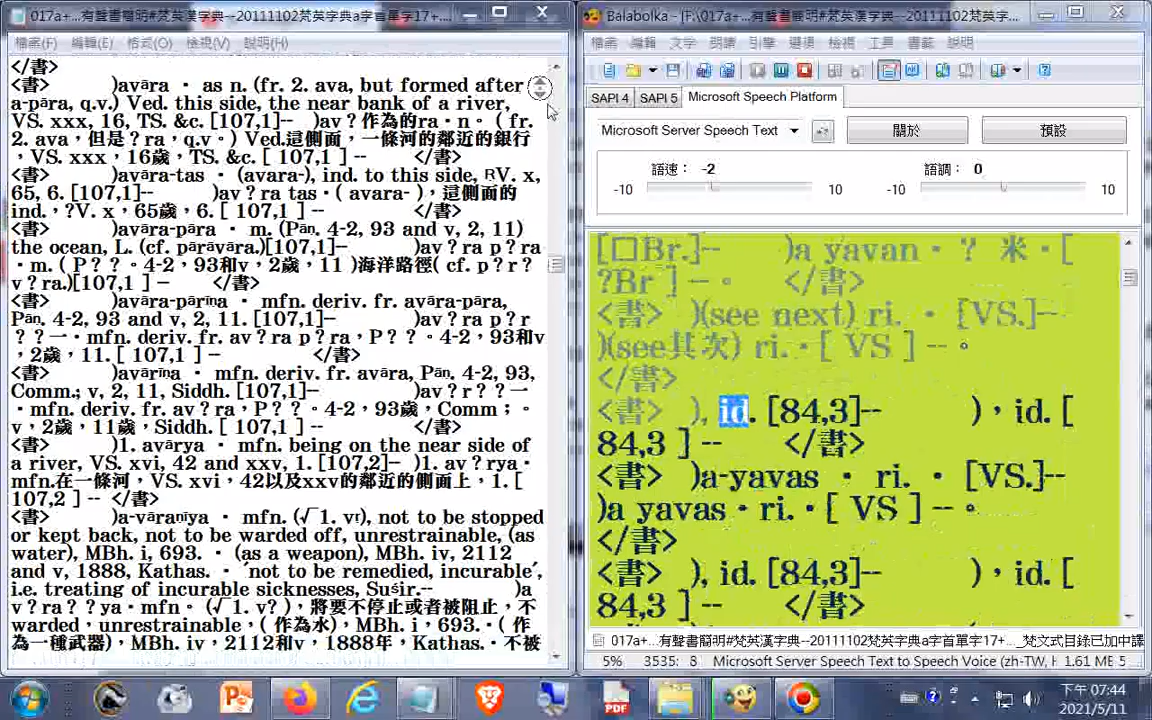 017a+...有聲書簡明#梵英漢字典--20111102梵英字典a字首單字17+...
檔案(F) 編輯(E) 格式(O) 檢視(V) 說明(H)
</書>
<書> )avāra · as n. (fr. 2. ava, but formed after
a-pāra, q.v.) Ved. this side, the near bank of a river,
VS. xxx, 16, TS. &c. [107,1]-- )av？作為的ra · n。( fr.
2. ava，但是？ra，q.v。) Ved.這側面，一條河的鄰近的銀行
，VS. xxx，16歲，TS. &c. [ 107,1 ] -- </書>
<書> )avāra-tas · (avara-), ind. to this side, RV. x,
65, 6. [107,1]-- )av？ra tas · ( avara- )，這側面的
ind.，?V. x，65歲，6. [ 107,1 ] -- </書>
<書> )avāra-pāra · m. (Pān. 4-2, 93 and v, 2, 11)
the ocean, L. (cf. pārāvāra.)[107,1]-- )av？ra p？ra
· m. ( P？？。4-2，93和v，2歲，11 )海洋路徑( cf. p？r？
v？ra.)[107,1 ] -- </書>
<書> )avāra-pārīṇa · mfn. deriv. fr. avāra-pāra,
Pān. 4-2, 93 and v, 2, 11. [107,1]-- )av？ra p？r
？？一 · mfn. deriv. fr. av？ra p？ra，P？？。4-2，93和v
，2歲，11. [ 107,1 ] -- </書>
<書> )avārīṇa · mfn. deriv. fr. avāra, Pān. 4-2, 93,
Comm.; v, 2, 11, Siddh. [107,1]-- )av？r？？一
· mfn. deriv. fr. av？ra，P？？。4-2，93歲，Comm；。
v，2歲，11歲，Siddh. [ 107,1 ] -- </書>
<書> )1. avārya · mfn. being on the near side of
a river, VS. xvi, 42 and xxv, 1. [107,2]-- )1. av？rya ·
mfn.在一條河，VS. xvi，42以及xxv的鄰近的側面上，1. [
107,2 ] -- </書>
<書> )a-vāraṇīya · mfn. (√1. vṛ), not to be stopped
or kept back, not to be warded off, unrestrainable, (as
water), MBh. i, 693. · (as a weapon), MBh. iv, 2112
and v, 1888, Kathas. · 'not to be remedied, incurable',
i.e. treating of incurable sicknesses, Suśr.-- )a
v？ra？？ya · mfn。(√1. v?)，將要不停止或者被阻止，不
warded，unrestrainable，( 作為水)，MBh. i，693. · ( 作
為一種武器)，MBh. iv，2112和v，1888年，Kathas. · 不被
Balabolka - [F:\017a+...有聲書簡明#梵英漢字典--20111102梵英字...
檔案 編輯 文字 朗讀 引擎 選項 檢視 工具 書籤 說明
SAPI 4 SAPI 5 Microsoft Speech Platform
Microsoft Server Speech Text 關於 預設
語速： -2 語調： 0
-10 10 -10 10
[□Br.]-- )a yavan · ？ 米 · [
?Br ] -- 。 </書>
<書> )(see next) ri. · [VS.]--
)(see其次) ri. · [ VS ] -- 。
</書>
<書> ), id. [84,3]-- )，id. [
84,3 ] -- </書>
<書> )a-yavas · ri. · [VS.]--
)a yavas · ri. · [ VS ] -- 。
</書>
<書> ), id. [84,3]-- )，id. [
84,3 ] -- </書>
017a+...有聲書簡明#梵英漢字典--20111102梵英字典a字首單字17+..._梵文式目錄已加中譯
5% 3535: 8 Microsoft Server Speech Text to Speech Voice (zh-TW, H 1.61 ME 5
PDF
下午 07:44
2021/5/11